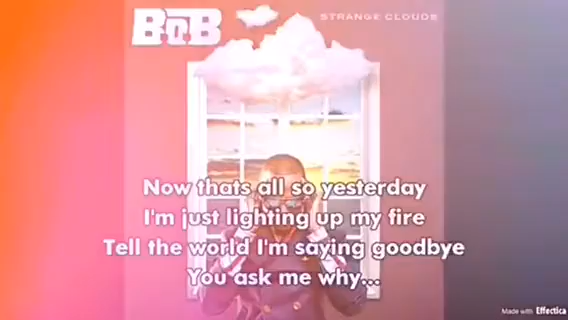 B.o.B
STRANGE CLOUDS
Now thats all so yesterday
I'm just lighting up my fire
Tell the world I'm saying goodbye
You ask me why...
Made with Effectica